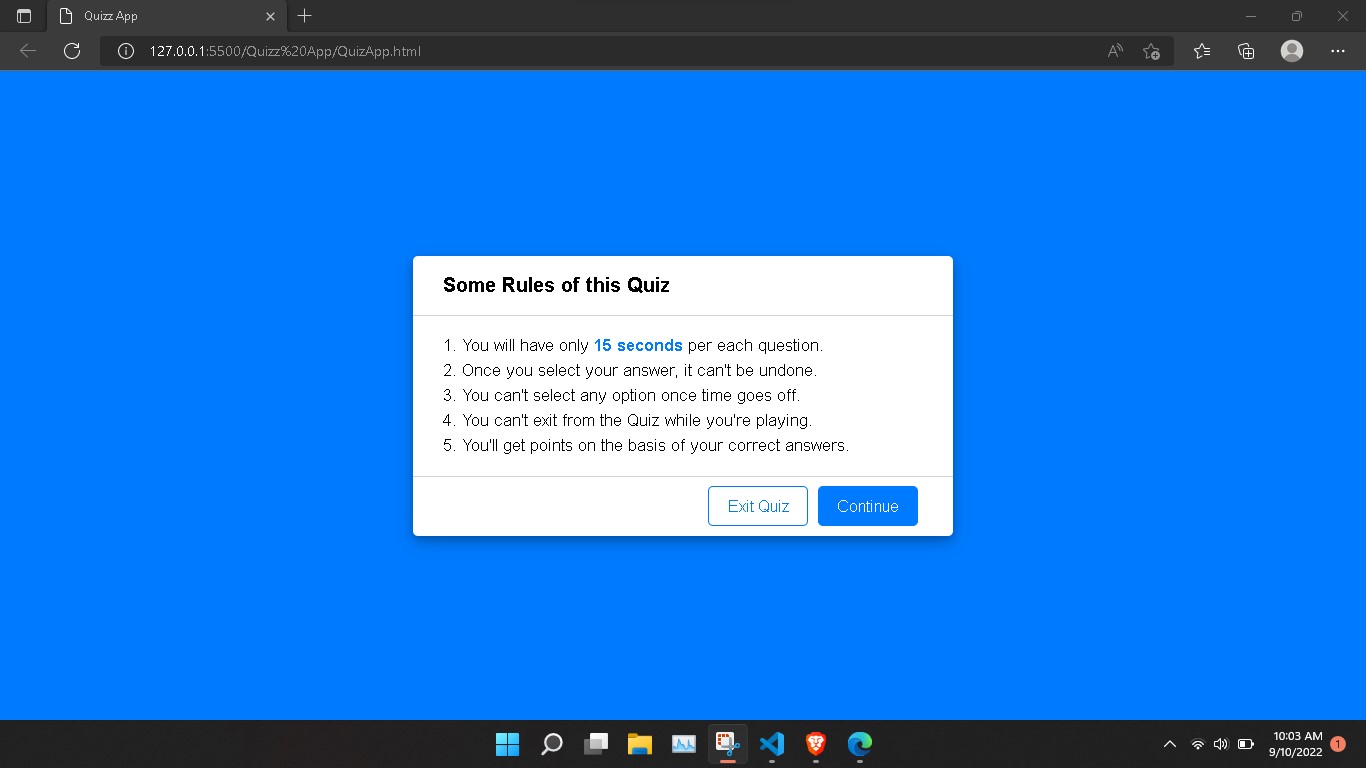 Quizz App
127.0.0.1:5500/Quizz%20App/QuizApp.html
Some Rules of this Quiz
1. You will have only 15 seconds per each question.
2. Once you select your answer, it can't be undone.
3. You can't select any option once time goes off.
4. You can't exit from the Quiz while you're playing.
5. You'll get points on the basis of your correct answers.
Exit Quiz Continue
10:03 AM
9/10/2022
1